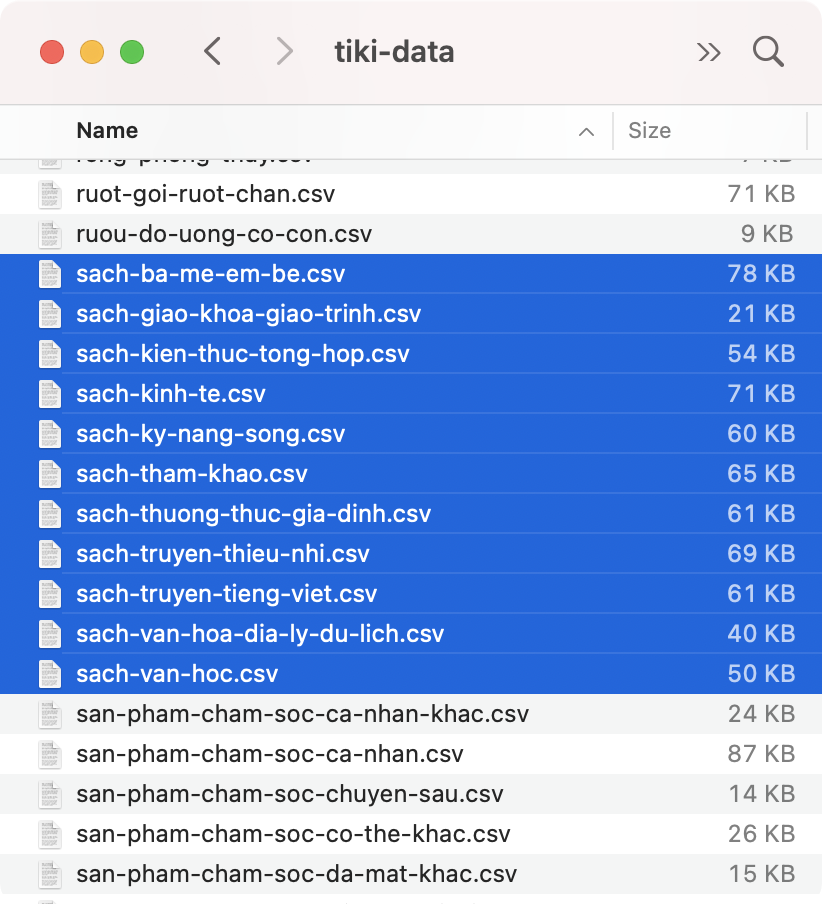 tiki-data
Name Size
rong-phong-thuy.csv 7 KB
ruot-goi-ruot-chan.csv 71 KB
ruou-do-uong-co-con.csv 9 KB
sach-ba-me-em-be.csv 78 KB
sach-giao-khoa-giao-trinh.csv 21 KB
sach-kien-thuc-tong-hop.csv 54 KB
sach-kinh-te.csv 71 KB
sach-ky-nang-song.csv 60 KB
sach-tham-khao.csv 65 KB
sach-thuong-thuc-gia-dinh.csv 61 KB
sach-truyen-thieu-nhi.csv 69 KB
sach-truyen-tieng-viet.csv 61 KB
sach-van-hoa-dia-ly-du-lich.csv 40 KB
sach-van-hoc.csv 50 KB
san-pham-cham-soc-ca-nhan-khac.csv 24 KB
san-pham-cham-soc-ca-nhan.csv 87 KB
san-pham-cham-soc-chuyen-sau.csv 14 KB
san-pham-cham-soc-co-the-khac.csv 26 KB
san-pham-cham-soc-da-mat-khac.csv 15 KB